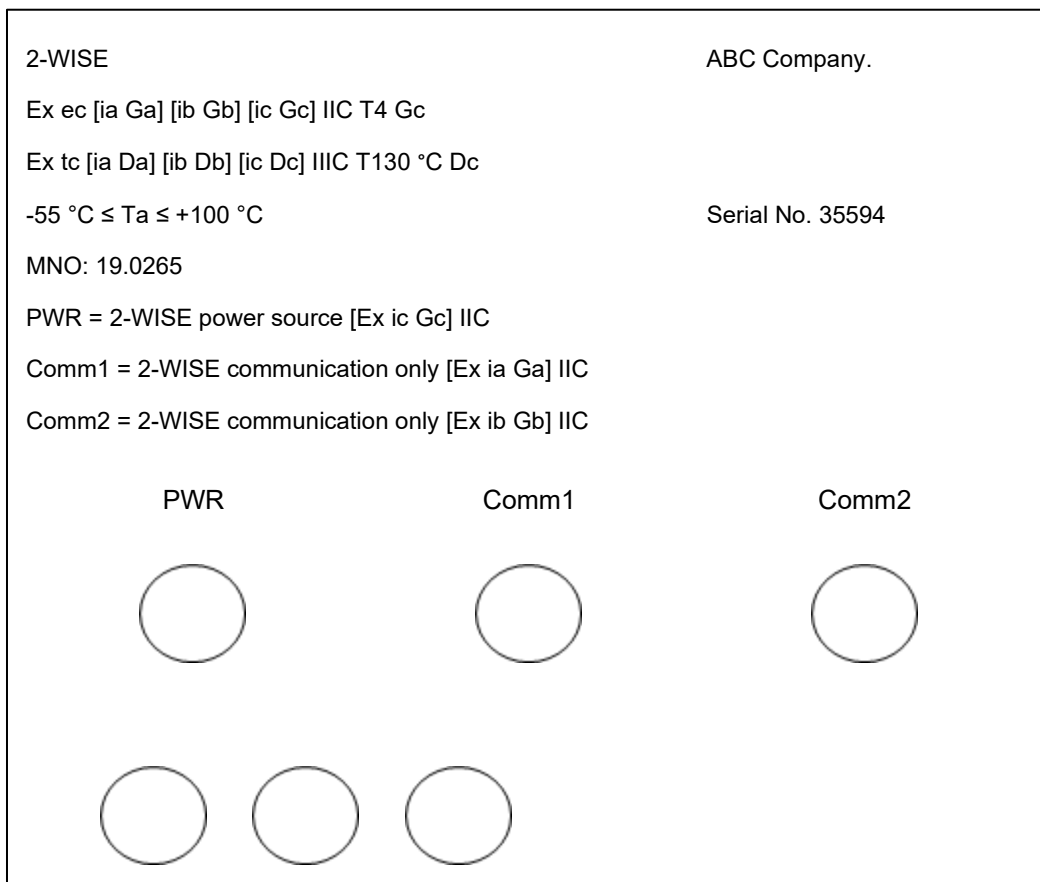 2-WISE ABC Company.
Ex ec [ia Ga] [ib Gb] [ic Gc] IIC T4 Gc
Ex tc [ia Da] [ib Db] [ic Dc] IIIC T130 °C Dc
-55 °C ≤ Ta ≤ +100 °C Serial No. 35594
MNO: 19.0265
PWR = 2-WISE power source [Ex ic Gc] IIC
Comm1 = 2-WISE communication only [Ex ia Ga] IIC
Comm2 = 2-WISE communication only [Ex ib Gb] IIC
PWR Comm1 Comm2